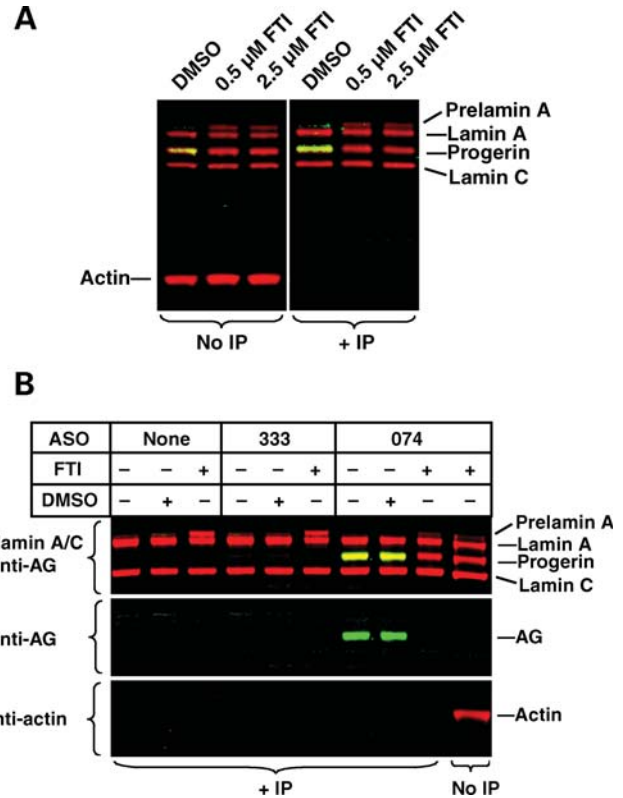 A
DMSO
0.5 µM FTI
2.5 µM FTI
DMSO
0.5 µM FTI
2.5 µM FTI
Prelamin A
Lamin A
Progerin
Lamin C
Actin
No IP
+ IP
B
ASO None 333 074
FTI – – + – – + – – + +
DMSO – + – – + – – + – –
amin A/C
nti-AG
Prelamin A
Lamin A
Progerin
Lamin C
nti-AG
AG
nti-actin
Actin
+ IP
No IP